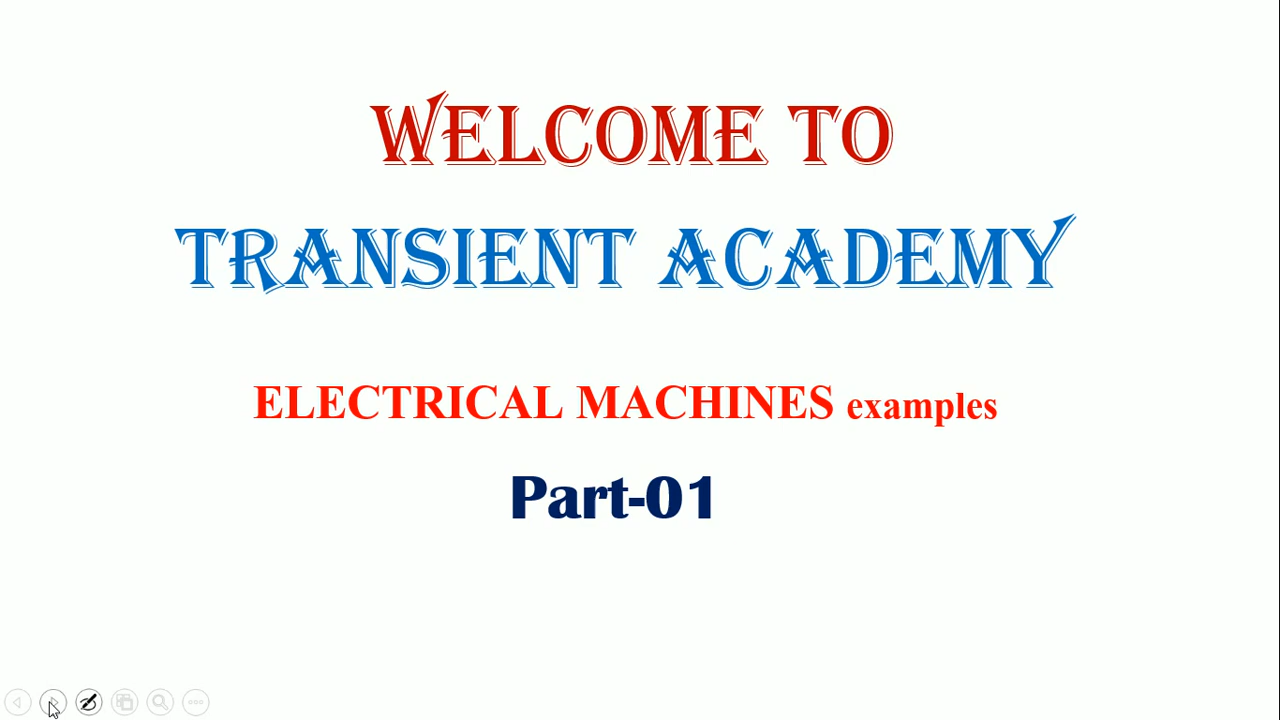 WELCOME TO
TRANSIENT ACADEMY
ELECTRICAL MACHINES examples
Part-01